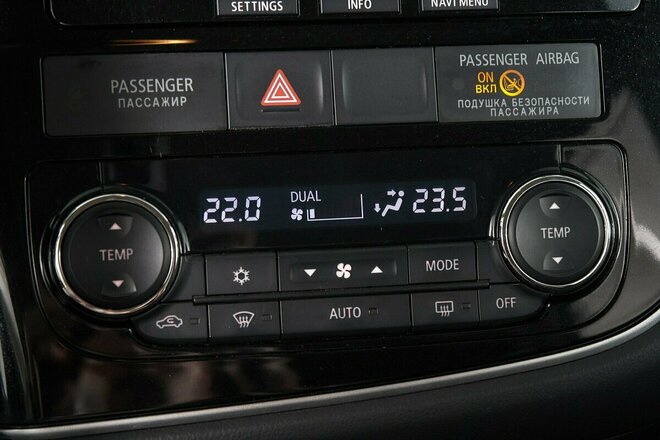 SETTINGS
INFO
NAVI MENU
PASSENGER
ПАССАЖИР
PASSENGER AIRBAG
ON
ВКЛ
ПОДУШКА БЕЗОПАСНОСТИ
ПАССАЖИРА
22.0
DUAL
23.5
TEMP
MODE
TEMP
AUTO
OFF